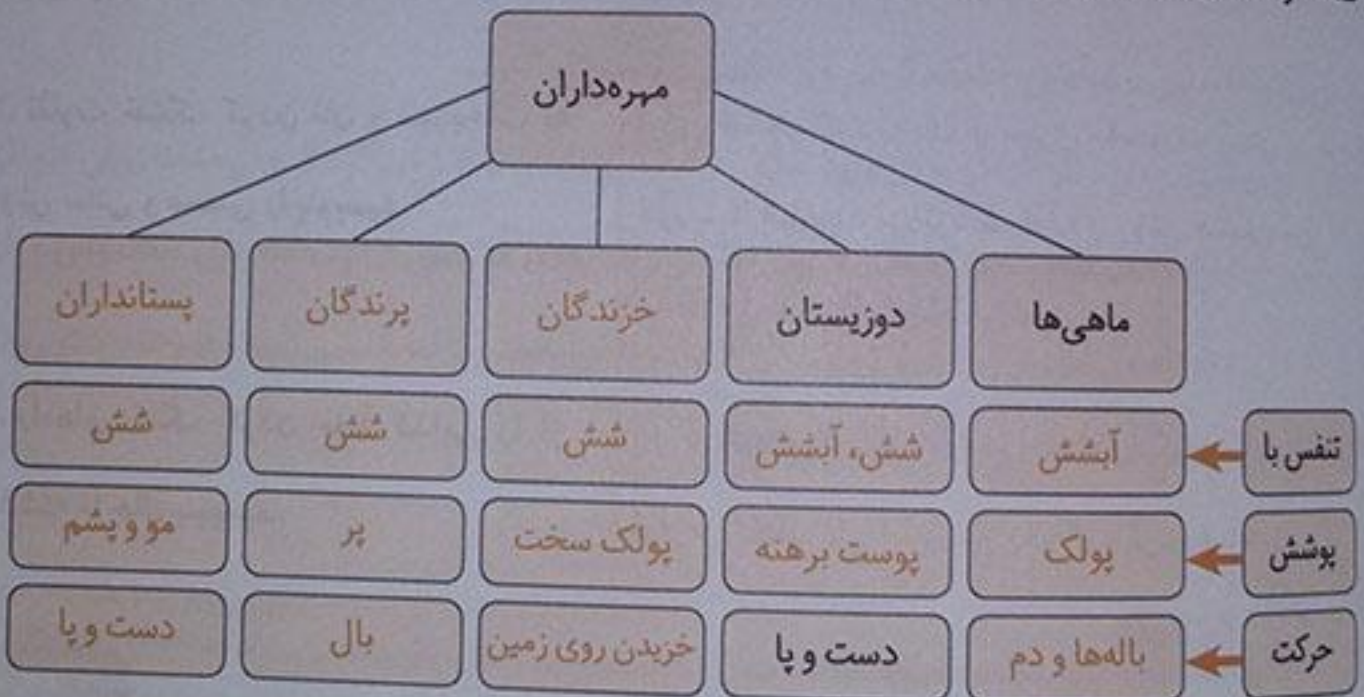 مهره‌داران
ماهی‌ها دوزیستان خزندگان پرندگان پستانداران
تنفس با آبشش شش، آبشش شش شش شش
پوشش پولک پوست برهنه پولک سخت پر مو و پشم
حرکت باله‌ها و دم دست و پا خزیدن روی زمین بال دست و پا